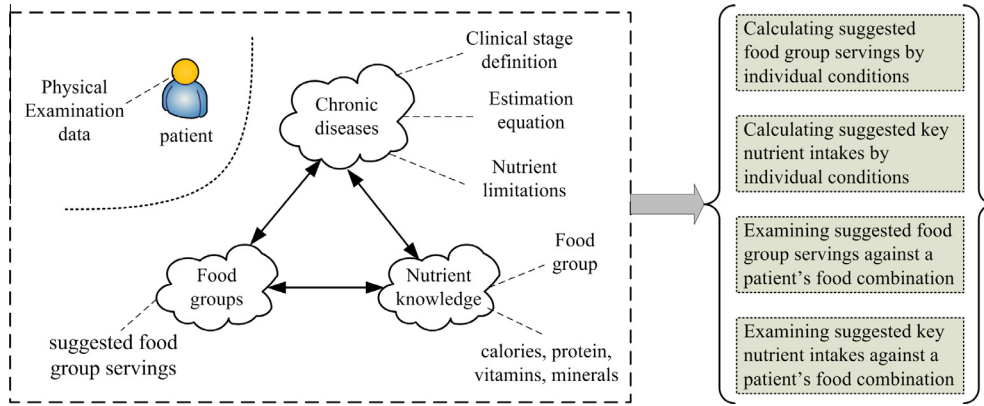 Physical
Examination
data
patient
Clinical stage
definition
Chronic
diseases
Estimation
equation
Nutrient
limitations
Food
groups
suggested food
group servings
Nutrient
knowledge
Food
group
calories, protein,
vitamins, minerals
Calculating suggested
food group servings by
individual conditions
Calculating suggested key
nutrient intakes by
individual conditions
Examining suggested food
group servings against a
patient's food combination
Examining suggested key
nutrient intakes against a
patient's food combination